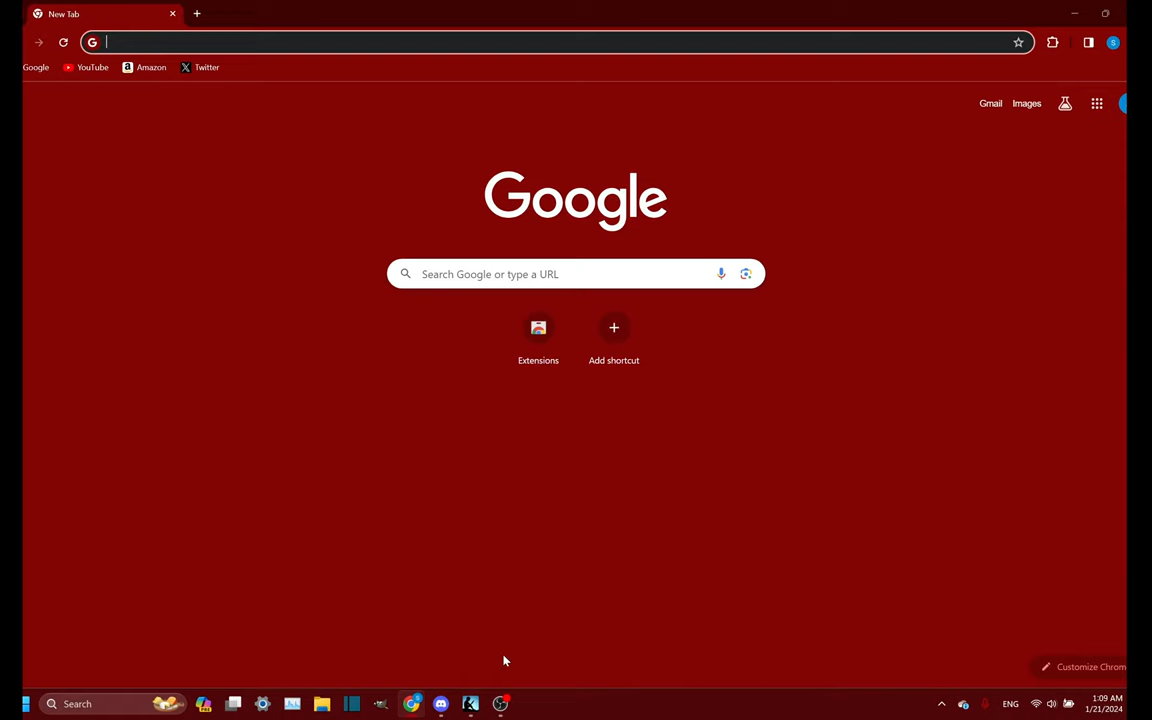 New Tab
Google YouTube Amazon Twitter
Gmail Images
Google
Search Google or type a URL
Extensions Add shortcut
Customize Chrom
Search ENG 1:09 AM
1/21/2024